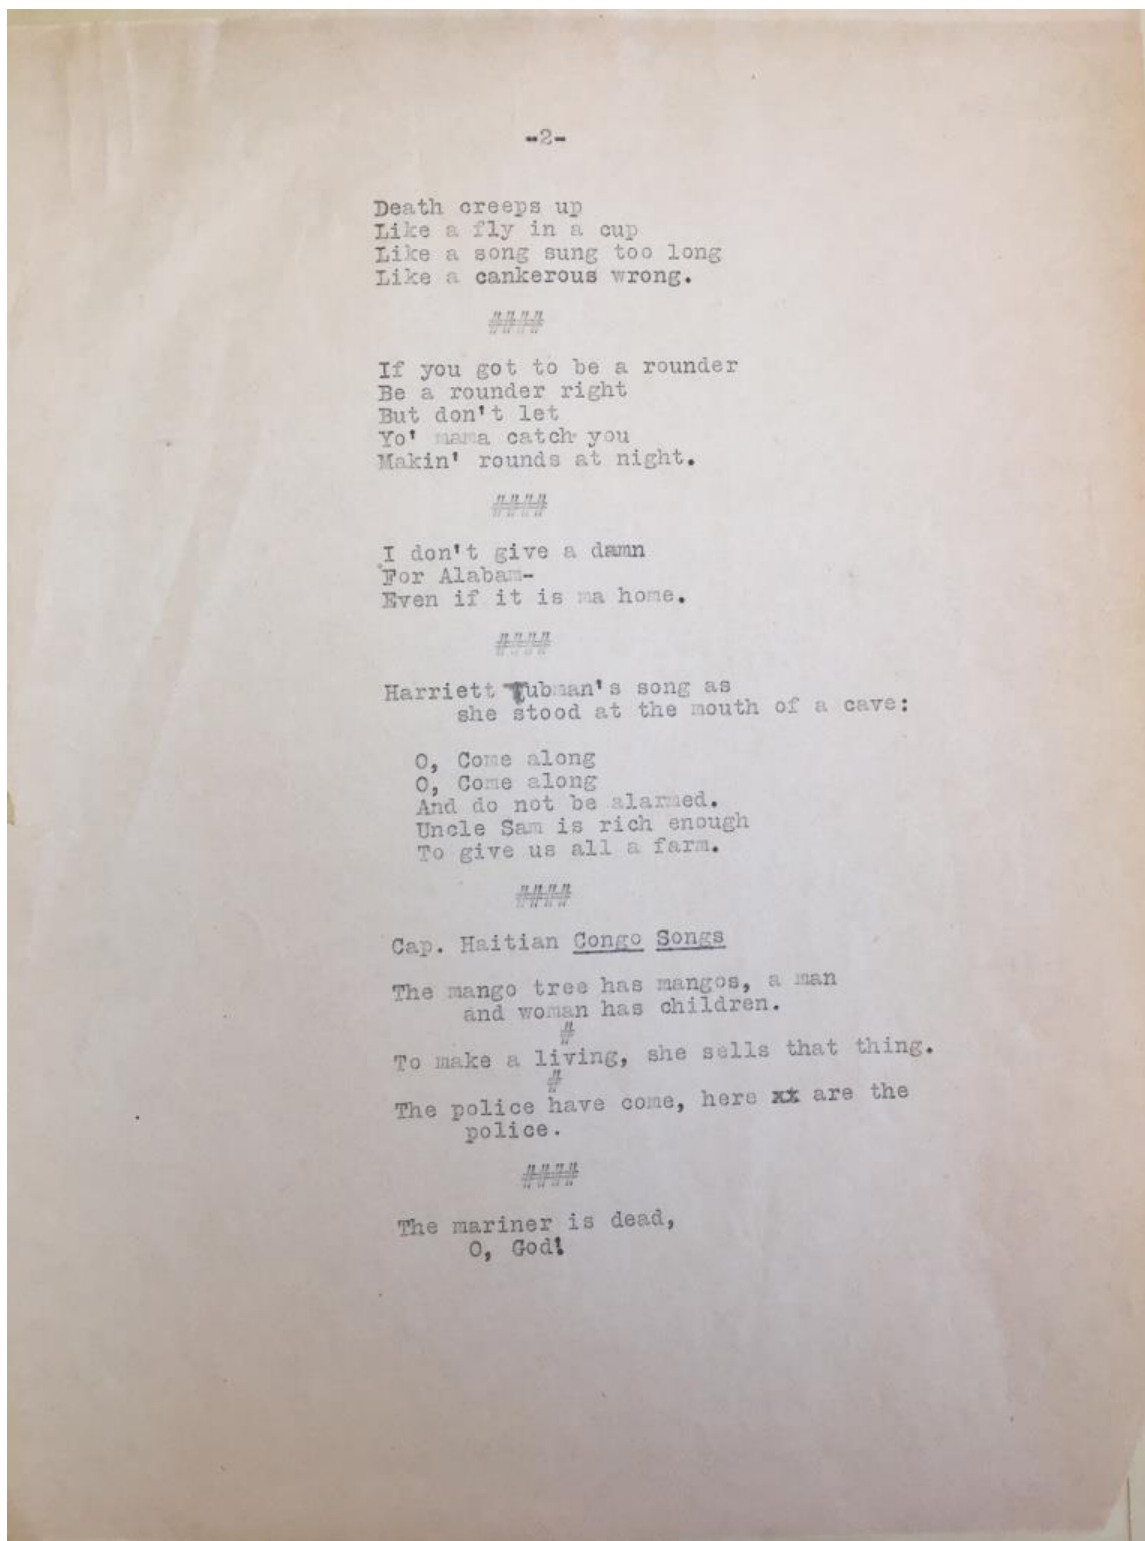 -2-
Death creeps up
Like a fly in a cup
Like a song sung too long
Like a cankerous wrong.
####
If you got to be a rounder
Be a rounder right
But don't let
Yo' mama catch you
Makin' rounds at night.
####
I don't give a damn
For Alabam-
Even if it is ma home.
####
Harriett Tubman's song as
she stood at the mouth of a cave:
O, Come along
O, Come along
And do not be alarmed.
Uncle Sam is rich enough
To give us all a farm.
####
Cap. Haitian Congo Songs
The mango tree has mangos, a man
and woman has children.
#
To make a living, she sells that thing.
#
The police have come, here xx are the
police.
####
The mariner is dead,
O, God!